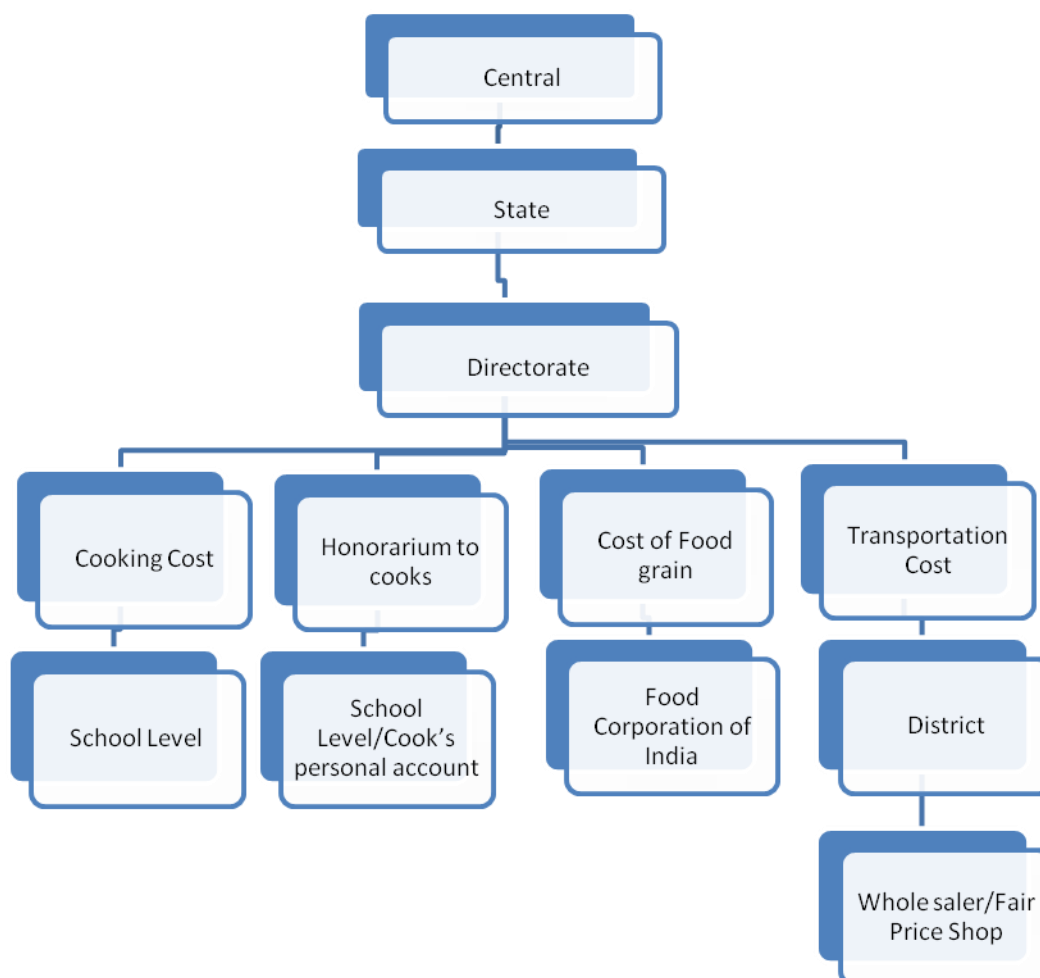 Central
State
Directorate
Cooking Cost
Honorarium to
cooks
Cost of Food
grain
Transportation
Cost
School Level
School
Level/Cook's
personal account
Food
Corporation of
India
District
Whole saler/Fair
Price Shop